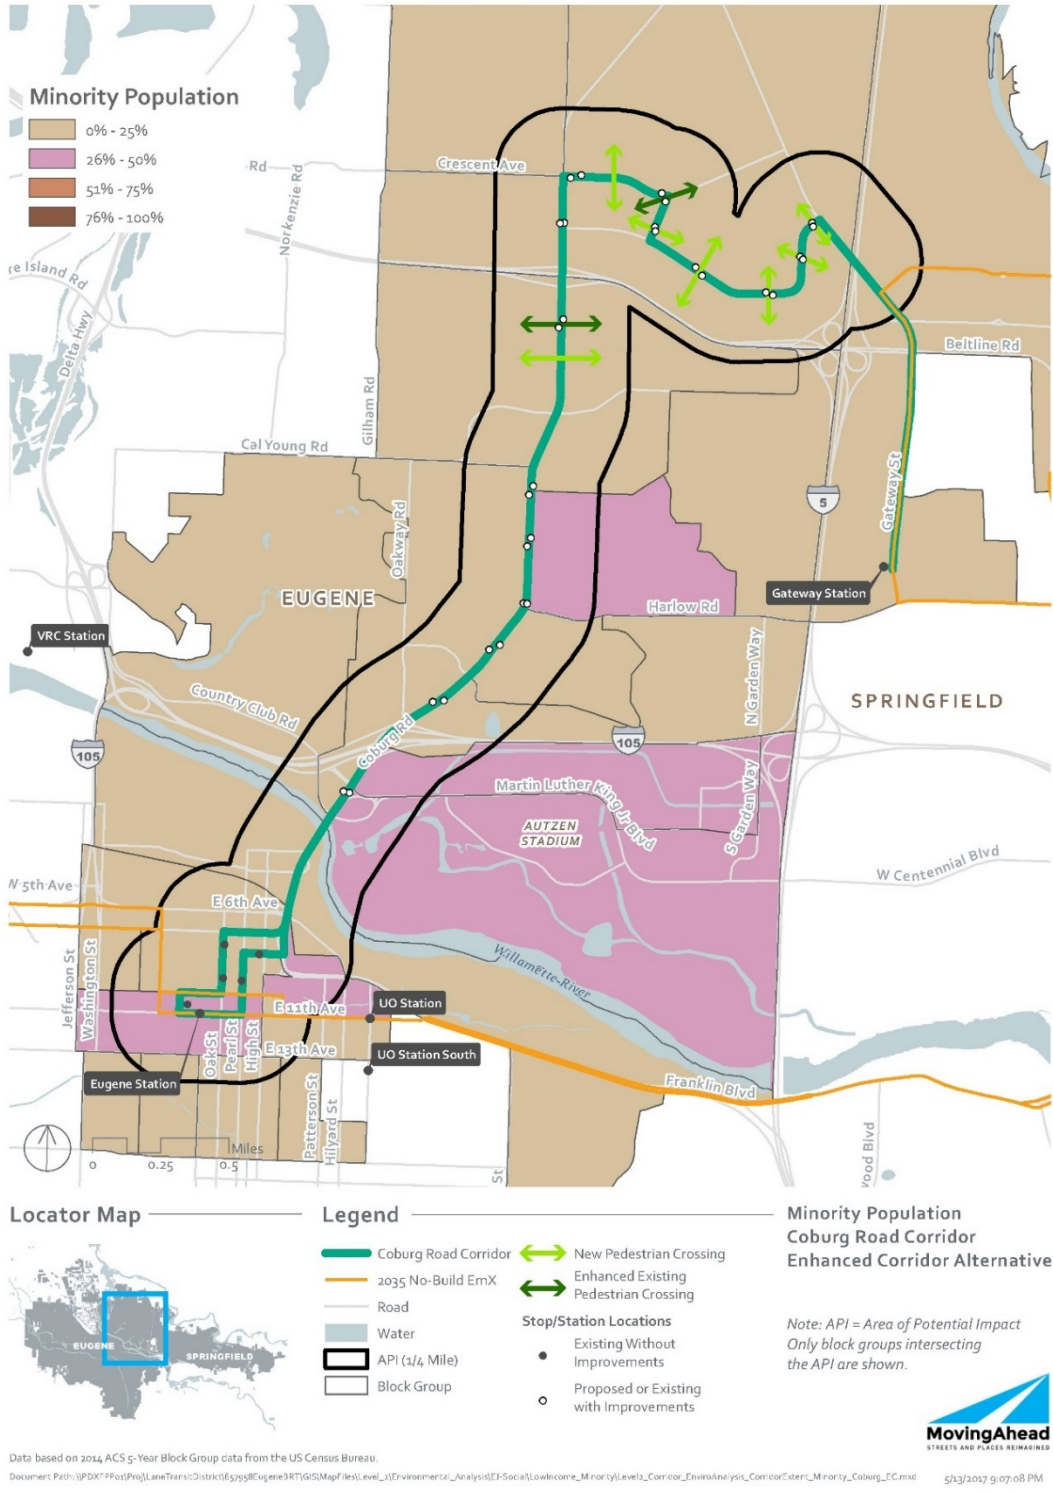 Minority Population
0% - 25%
26% - 50%
51% - 75%
76% - 100%
Crescent Ave
Rd
Norkenzie Rd
re Island Rd
Delta Hwy
Beltline Rd
Gilham Rd
Cal Young Rd
Oakway Rd
Gateway St
5
EUGENE
Gateway Station
Harlow Rd
VRC Station
N Garden Way
Country Club Rd
SPRINGFIELD
Coburg Rd
105
105
Martin Luther King Jr Blvd
S Garden Way
AUTZEN
STADIUM
W Centennial Blvd
W 5th Ave
E 6th Ave
Willamette River
Jefferson St
Washington St
E 11th Ave
UO Station
Oak St
Pearl St
High St
E 13th Ave
UO Station South
Eugene Station
Franklin Blvd
Patterson St
Hilyard St
wood Blvd
Miles
0 0.25 0.5
St
Locator Map
EUGENE
SPRINGFIELD
Legend
Coburg Road Corridor
2035 No-Build EmX
Road
Water
API (1/4 Mile)
Block Group
New Pedestrian Crossing
Enhanced Existing
Pedestrian Crossing
Stop/Station Locations
Existing Without
Improvements
Proposed or Existing
with Improvements
Minority Population
Coburg Road Corridor
Enhanced Corridor Alternative
Note: API = Area of Potential Impact
Only block groups intersecting
the API are shown.
MovingAhead
STREETS AND PLACES REIMAGINED
Data based on 2014 ACS 5-Year Block Group data from the US Census Bureau.
5/13/2017 9:07:08 PM